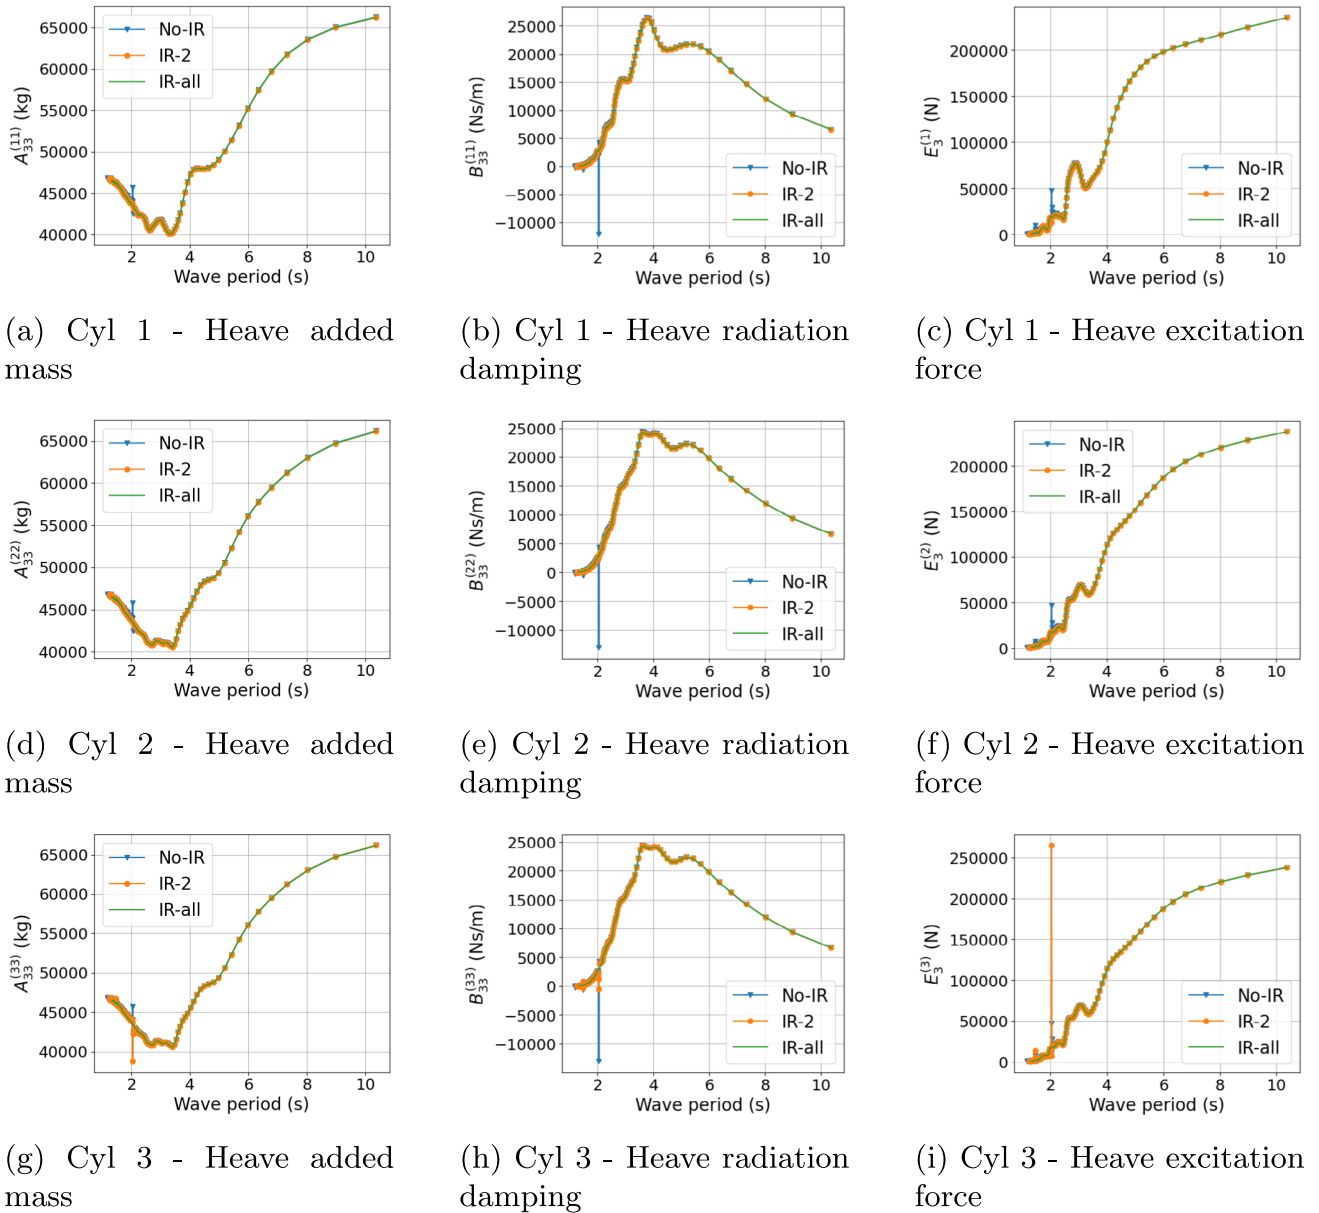 65000
60000
55000
50000
45000
40000
A_{33}^{(11)} (kg)
No-IR
IR-2
IR-all
2 4 6 8 10
Wave period (s)
25000
20000
15000
10000
5000
0
−5000
−10000
B_{33}^{(11)} (Ns/m)
No-IR
IR-2
IR-all
2 4 6 8 10
Wave period (s)
200000
150000
100000
50000
0
E_3^{(1)} (N)
No-IR
IR-2
IR-all
2 4 6 8 10
Wave period (s)
(a) Cyl 1 - Heave added
mass
(b) Cyl 1 - Heave radiation
damping
(c) Cyl 1 - Heave excitation
force
65000
60000
55000
50000
45000
40000
A_{33}^{(22)} (kg)
No-IR
IR-2
IR-all
2 4 6 8 10
Wave period (s)
25000
20000
15000
10000
5000
0
−5000
−10000
B_{33}^{(22)} (Ns/m)
No-IR
IR-2
IR-all
2 4 6 8 10
Wave period (s)
200000
150000
100000
50000
0
E_3^{(2)} (N)
No-IR
IR-2
IR-all
2 4 6 8 10
Wave period (s)
(d) Cyl 2 - Heave added
mass
(e) Cyl 2 - Heave radiation
damping
(f) Cyl 2 - Heave excitation
force
65000
60000
55000
50000
45000
40000
A_{33}^{(33)} (kg)
No-IR
IR-2
IR-all
2 4 6 8 10
Wave period (s)
25000
20000
15000
10000
5000
0
−5000
−10000
B_{33}^{(33)} (Ns/m)
No-IR
IR-2
IR-all
2 4 6 8 10
Wave period (s)
250000
200000
150000
100000
50000
0
E_3^{(3)} (N)
No-IR
IR-2
IR-all
2 4 6 8 10
Wave period (s)
(g) Cyl 3 - Heave added
mass
(h) Cyl 3 - Heave radiation
damping
(i) Cyl 3 - Heave excitation
force